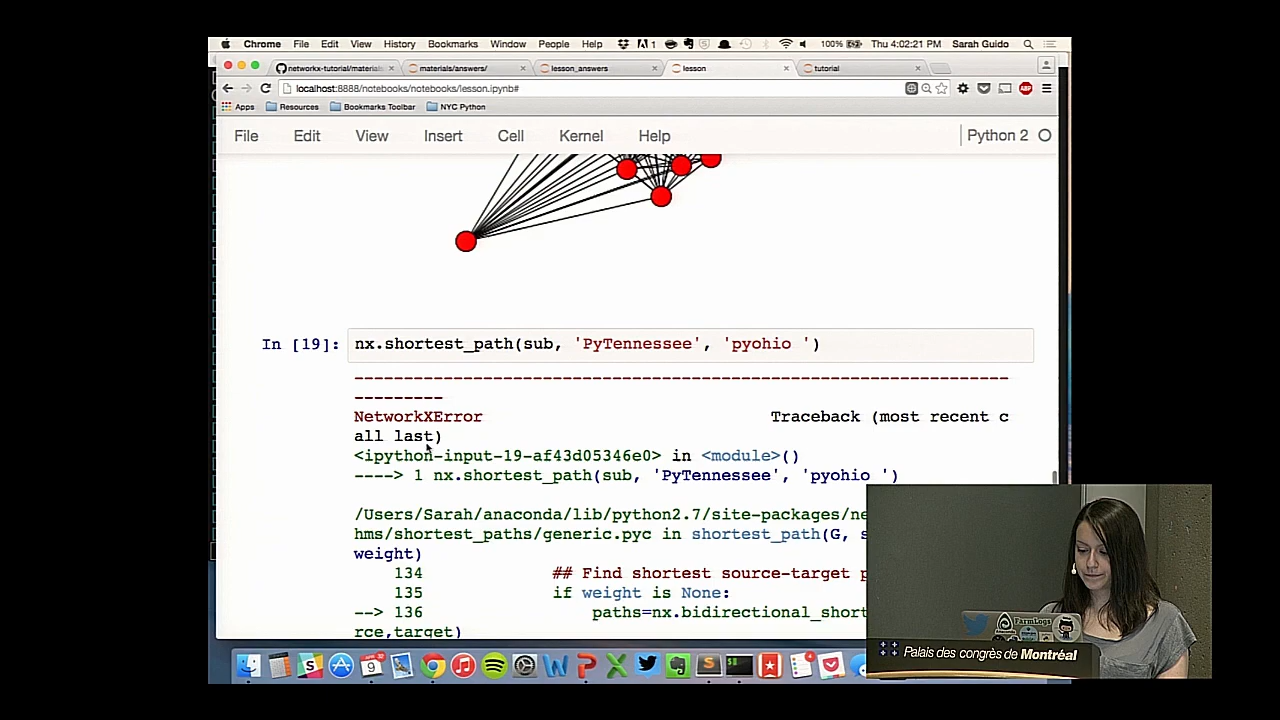 Chrome File Edit View History Bookmarks Window People Help 1 100% Thu 4:02:21 PM Sarah Guido
networkx-tutorial/materials materials/answers/ lesson_answers lesson tutorial
localhost:8888/notebooks/notebooks/lesson.ipynb#
Apps Resources Bookmarks Toolbar NYC Python
File Edit View Insert Cell Kernel Help Python 2
In [19]: nx.shortest_path(sub, 'PyTennessee', 'pyohio ')
---------------------------------------------------------------------------
NetworkXError Traceback (most recent c
all last)
<ipython-input-19-af43d05346e0> in <module>()
----> 1 nx.shortest_path(sub, 'PyTennessee', 'pyohio ')
/Users/Sarah/anaconda/lib/python2.7/site-packages/ne
hms/shortest_paths/generic.pyc in shortest_path(G, s
weight)
134 ## Find shortest source-target p
135 if weight is None:
--> 136 paths=nx.bidirectional_short
rce,target)
FarmLogs
Palais des congrès de Montréal